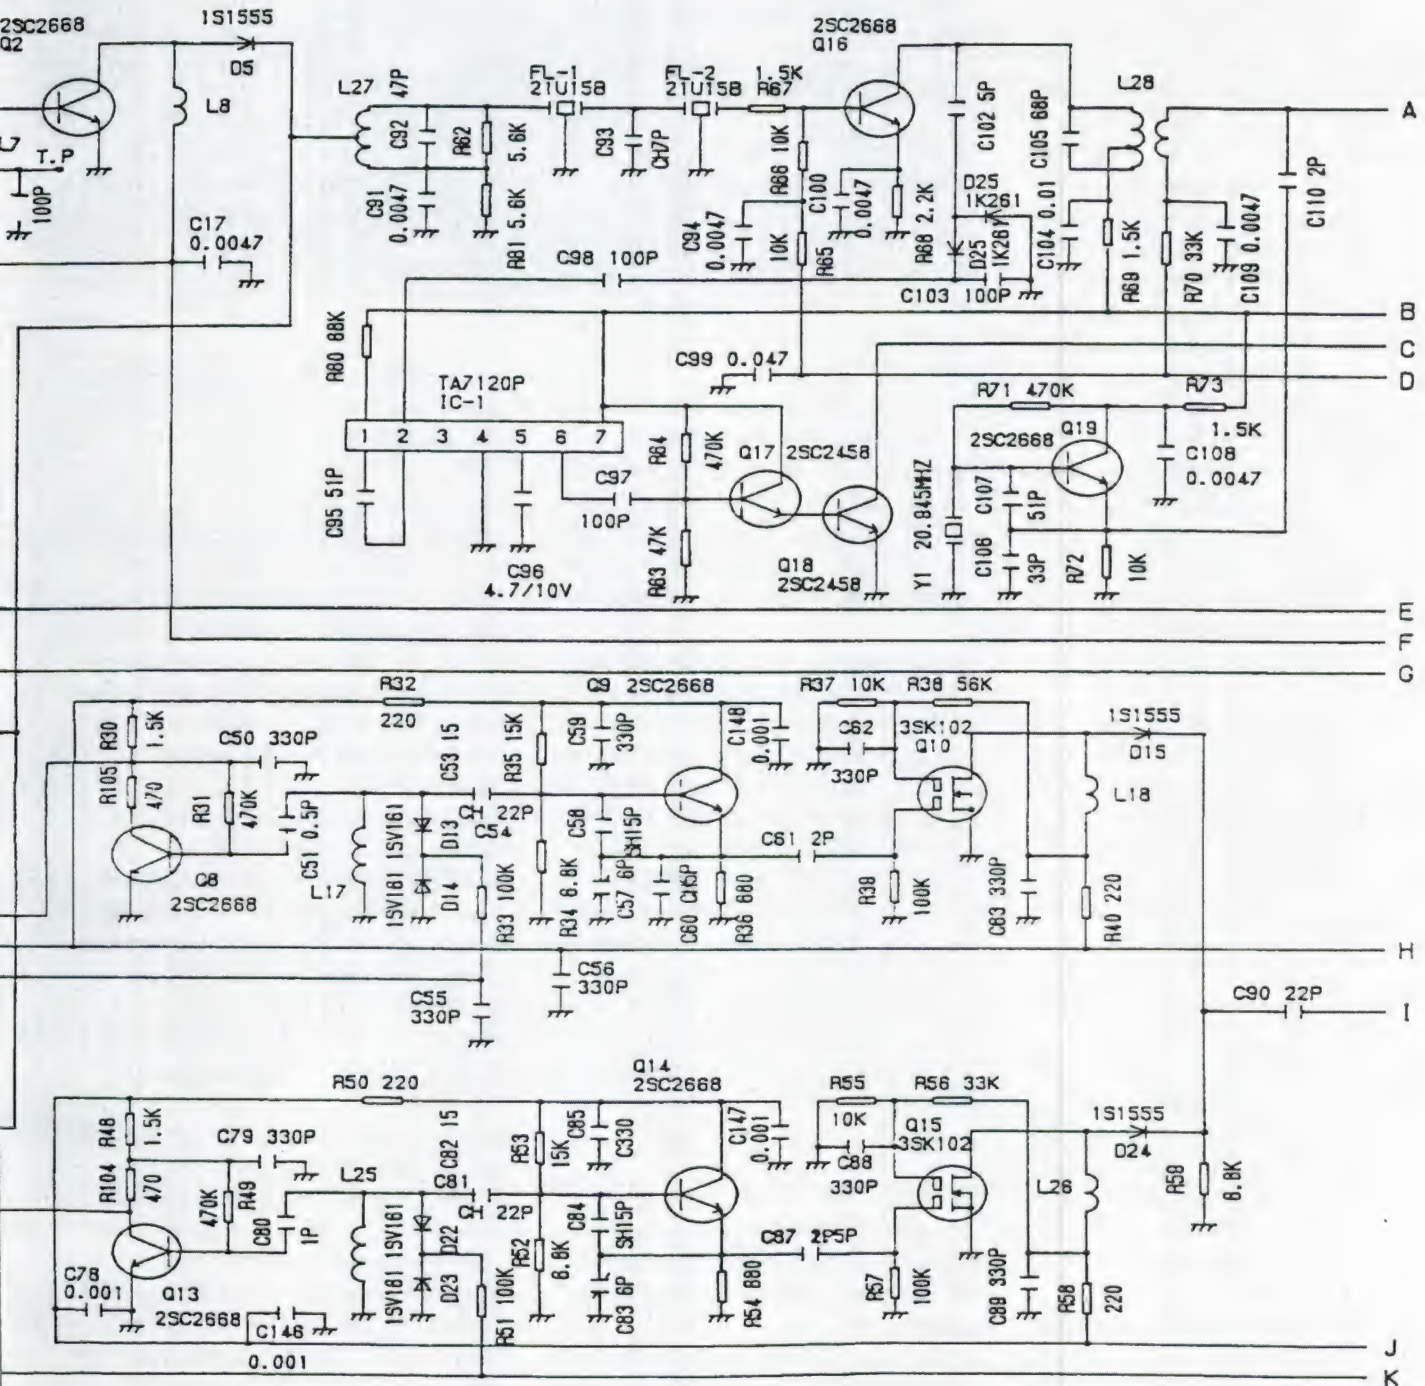 2SC2668
Q2
1S1555
D5
L8
L27
47P
C92
R62
5.6K
FL-1
21U15B
C93
CH7P
FL-2
21U15B
1.5K
R67
2SC2668
Q16
C102 5P
C105 68P
L28
A
T.P
100P
C17
0.0047
C91
0.0047
R81 5.6K
R66 10K
C94
0.0047
10K
R65
C100
0.0047
R68 2.2K
D25
1K261
D25
1K261
C104 0.01
R69 1.5K
R70 33K
C109 0.0047
C110 2P
C98 100P
C103 100P
B
C
D
R80 88K
TA7120P
IC-1
1 2 3 4 5 6 7
C99 0.047
C95 51P
C96
4.7/10V
C97
100P
R64
470K
R63 47K
Q17 2SC2458
Q18
2SC2458
R71 470K
R73
1.5K
Q19
2SC2668
C108
0.0047
Y1 20.945MHZ
C107
51P
C106
33P
R72
10K
E
F
G
R32
220
Q9 2SC2668
R37 10K
R38 56K
R30
1.5K
C50 330P
R105
470
R31
470K
C51 0.5P
L17
Q8
2SC2668
C53 15
CH 22P
C54
1SV161 1SV161
D13
D14
R33 100K
R35 15K
R34 6.8K
C59
330P
C58
SH15P
C57 6P
C60 CH5P
R36 680
C148
0.001
C61 2P
C62
330P
3SK102
Q10
R39
100K
C63 330P
L18
R40 220
1S1555
D15
H
C55
330P
C56
330P
C90 22P
I
R50 220
Q14
2SC2668
R55
10K
R56 33K
1S1555
D24
R48
1.5K
C79 330P
R104
470
R49
470K
C80
1P
L25
C82 15
C81
CH 22P
1SV161 1SV161
D22
D23
R51 100K
R53
15K
R52
6.8K
C85
C330
C84
SH15P
C83 6P
R54 680
C147
0.001
C87 2P5P
C88
330P
Q15
3SK102
R57
100K
C89 330P
L26
R58
220
R59
6.8K
C78
0.001
Q13
2SC2668
C146
0.001
J
K